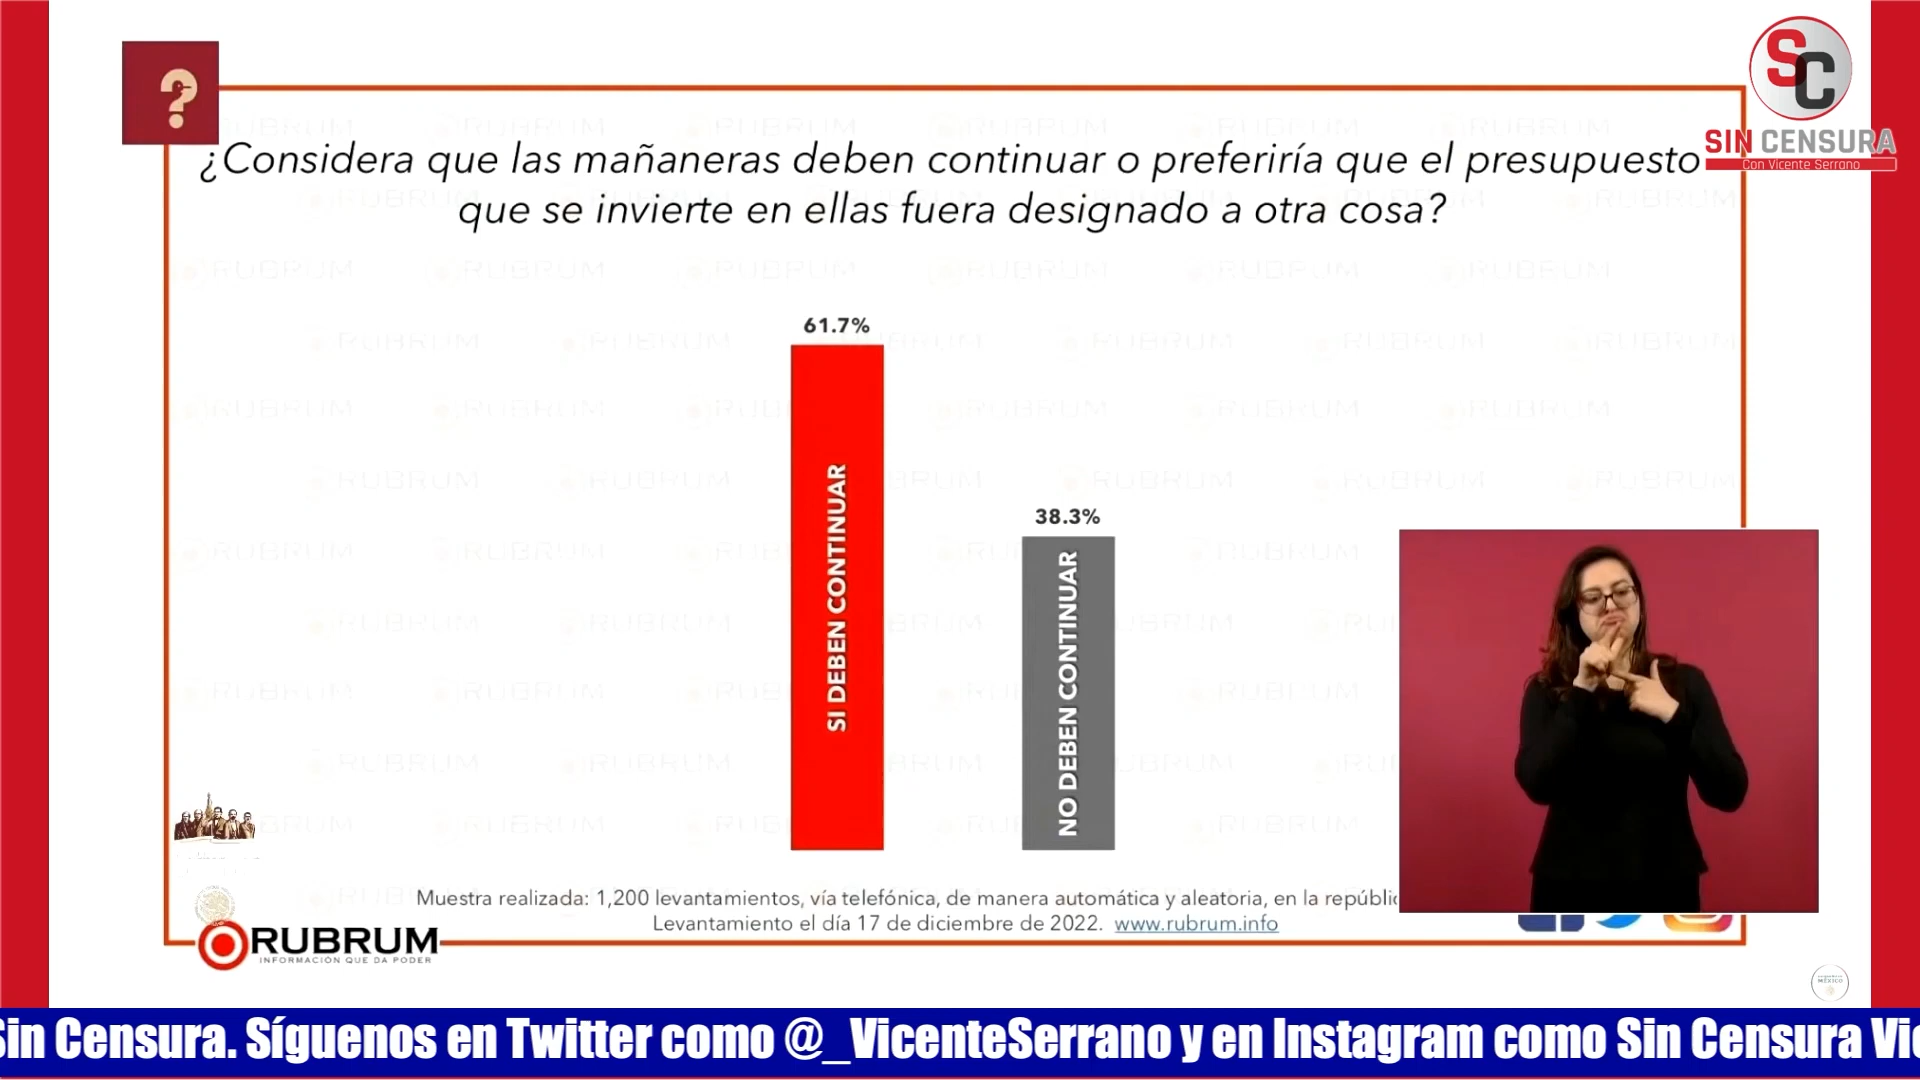 SC
SIN CENSURA
Con Vicente Serrano
¿Considera que las mañaneras deben continuar o preferiría que el presupuesto
que se invierte en ellas fuera designado a otra cosa?
61.7%
SI DEBEN CONTINUAR
38.3%
NO DEBEN CONTINUAR
Muestra realizada: 1,200 levantamientos, vía telefónica, de manera automática y aleatoria, en la repúblic
Levantamiento el día 17 de diciembre de 2022. www.rubrum.info
RUBRUM
INFORMACIÓN QUE DA PODER
MÉXICO
Sin Censura. Síguenos en Twitter como @_VicenteSerrano y en Instagram como Sin Censura Vic